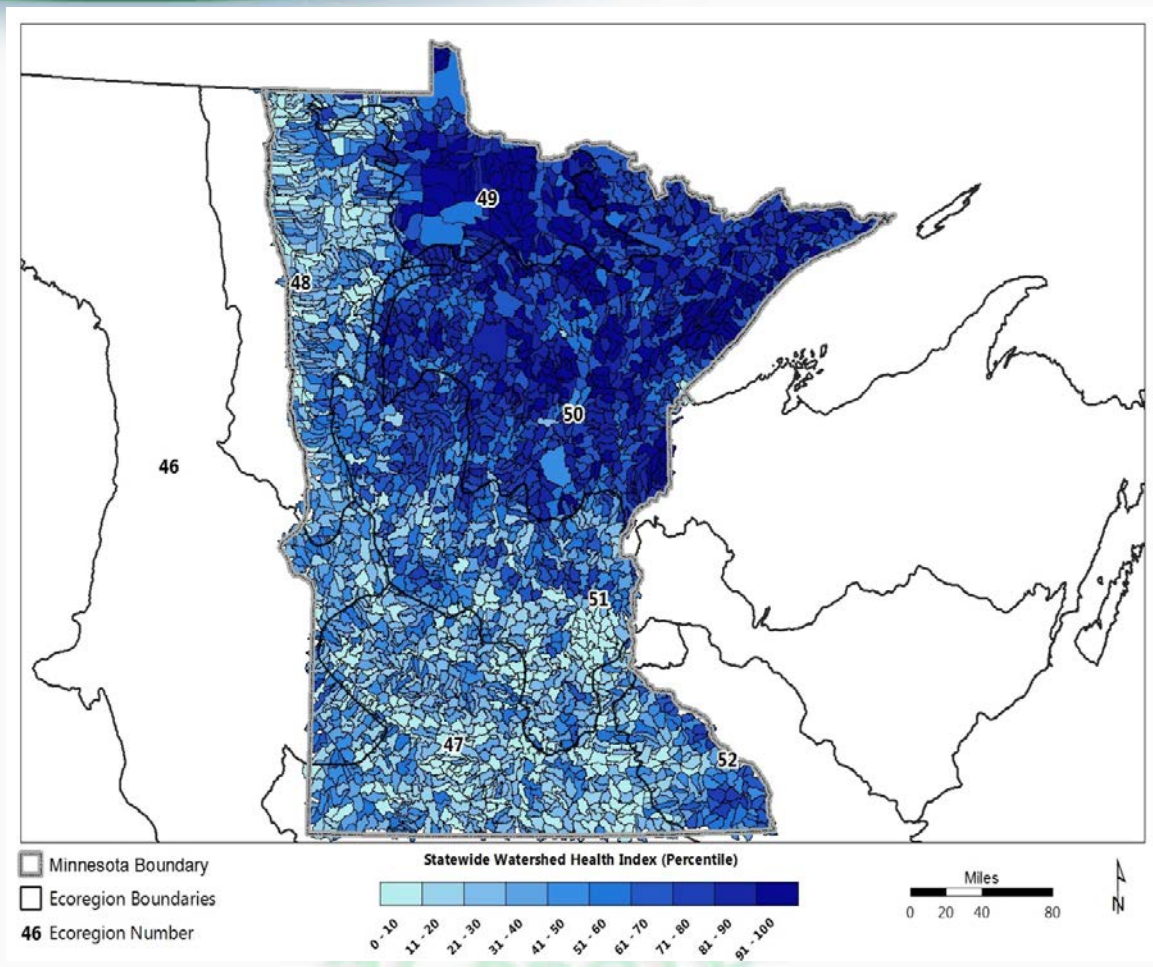 49
48
50
46
51
47
52
Minnesota Boundary
Ecoregion Boundaries
46 Ecoregion Number
Statewide Watershed Health Index (Percentile)
0 - 10
11 - 20
21 - 30
31 - 40
41 - 50
51 - 60
61 - 70
71 - 80
81 - 90
91 - 100
Miles
0 20 40 80
N